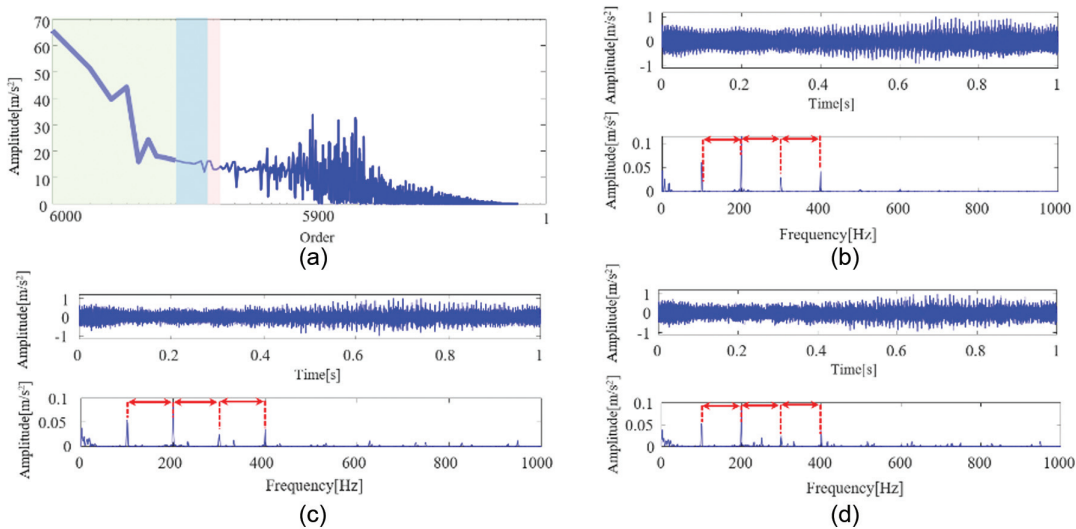 70
60
50
40
30
20
10
0
Amplitude[m/s²]
6000 5900 1
Order
(a)
1
0
-1
Amplitude[m/s²]
0 0.2 0.4 0.6 0.8 1
Time[s]
0.1
0.05
0
Amplitude[m/s²]
0 200 400 600 800 1000
Frequency[Hz]
(b)
1
0
-1
Amplitude[m/s²]
0 0.2 0.4 0.6 0.8 1
Time[s]
0.1
0.05
0
Amplitude[m/s²]
0 200 400 600 800 1000
Frequency[Hz]
(c)
1
0
-1
Amplitude[m/s²]
0 0.2 0.4 0.6 0.8 1
Time[s]
0.1
0.05
0
Amplitude[m/s²]
0 200 400 600 800 1000
Frequency[Hz]
(d)